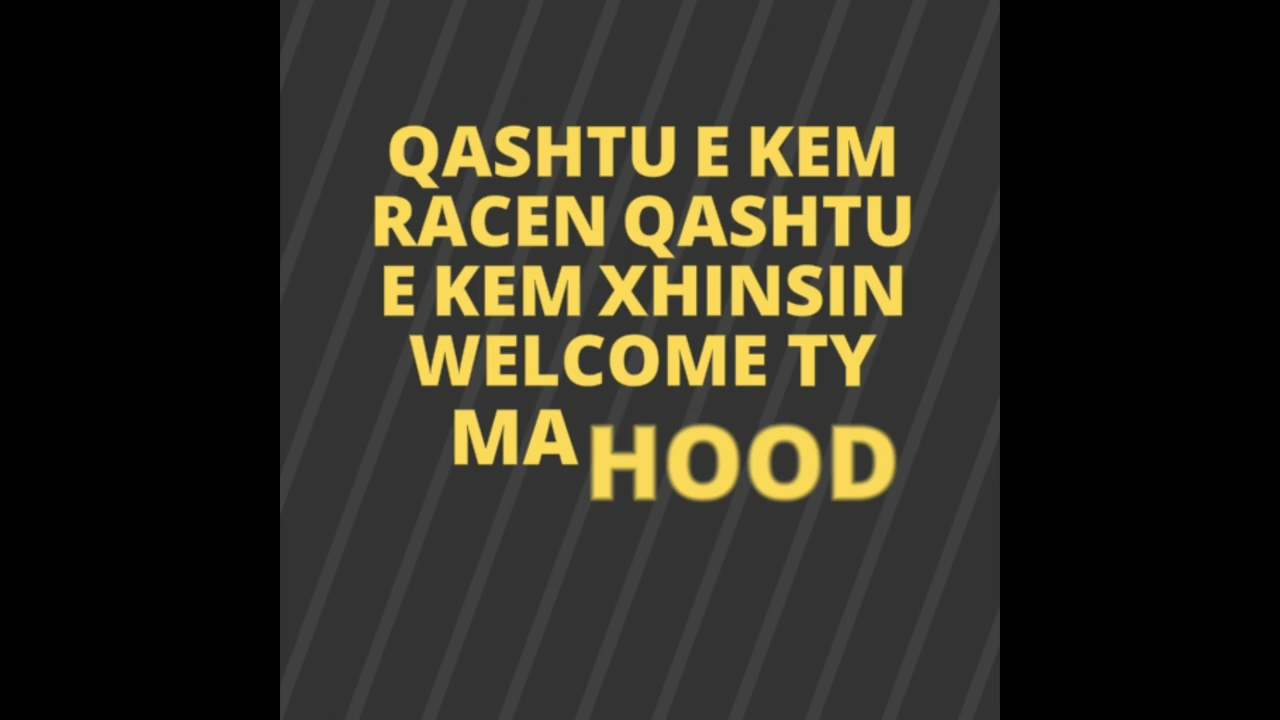 QASHTU E KEM
RACEN QASHTU
E KEM XHINSIN
WELCOME TY
MA HOOD